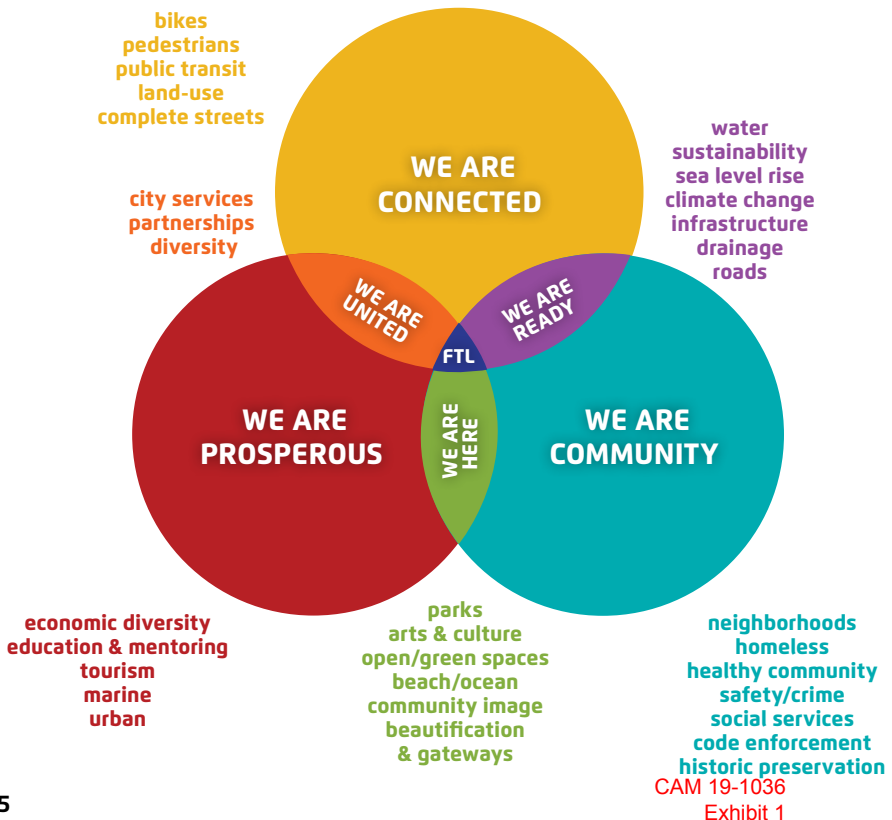 bikes
pedestrians
public transit
land-use
complete streets
WE ARE
CONNECTED
water
sustainability
sea level rise
climate change
infrastructure
drainage
roads
city services
partnerships
diversity
WE ARE
UNITED
WE ARE
READY
FTL
WE ARE
PROSPEROUS
WE ARE
HERE
WE ARE
COMMUNITY
economic diversity
education & mentoring
tourism
marine
urban
parks
arts & culture
open/green spaces
beach/ocean
community image
beautification
& gateways
neighborhoods
homeless
healthy community
safety/crime
social services
code enforcement
historic preservation
CAM 19-1036
Exhibit 1
5